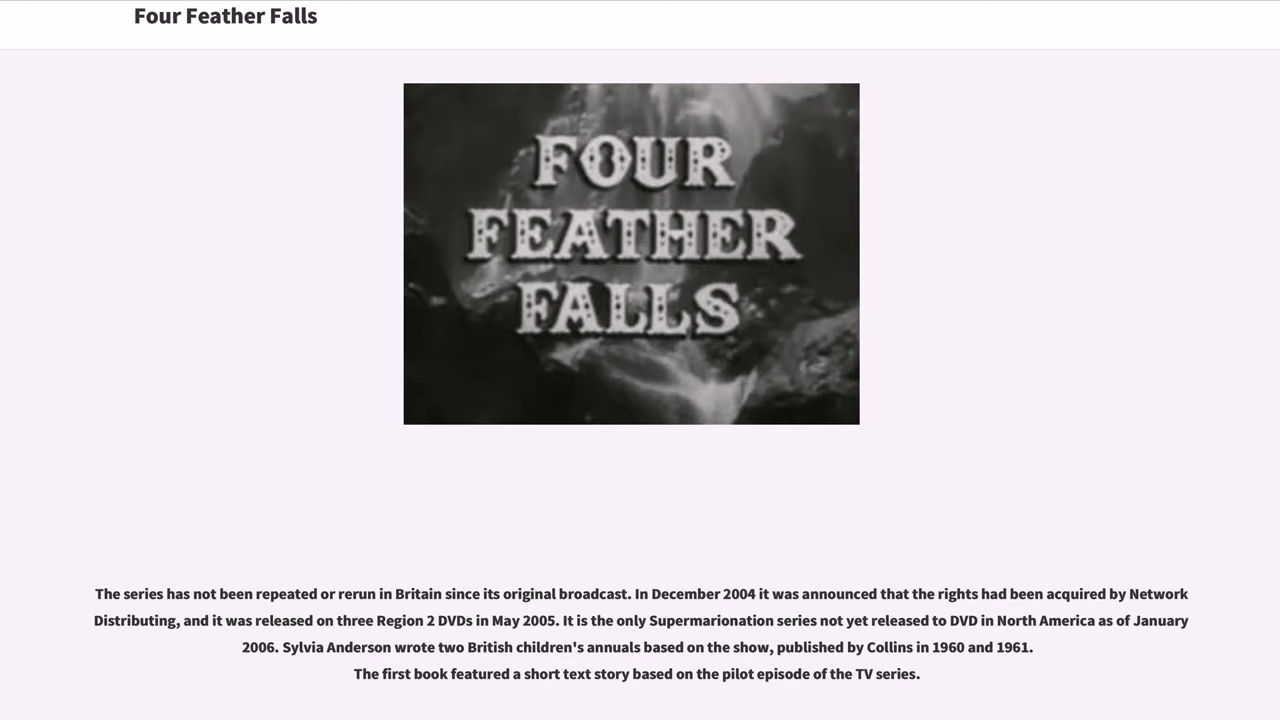 Four Feather Falls
FOUR
FEATHER
FALLS
The series has not been repeated or rerun in Britain since its original broadcast. In December 2004 it was announced that the rights had been acquired by Network
Distributing, and it was released on three Region 2 DVDs in May 2005. It is the only Supermarionation series not yet released to DVD in North America as of January
2006. Sylvia Anderson wrote two British children's annuals based on the show, published by Collins in 1960 and 1961.
The first book featured a short text story based on the pilot episode of the TV series.